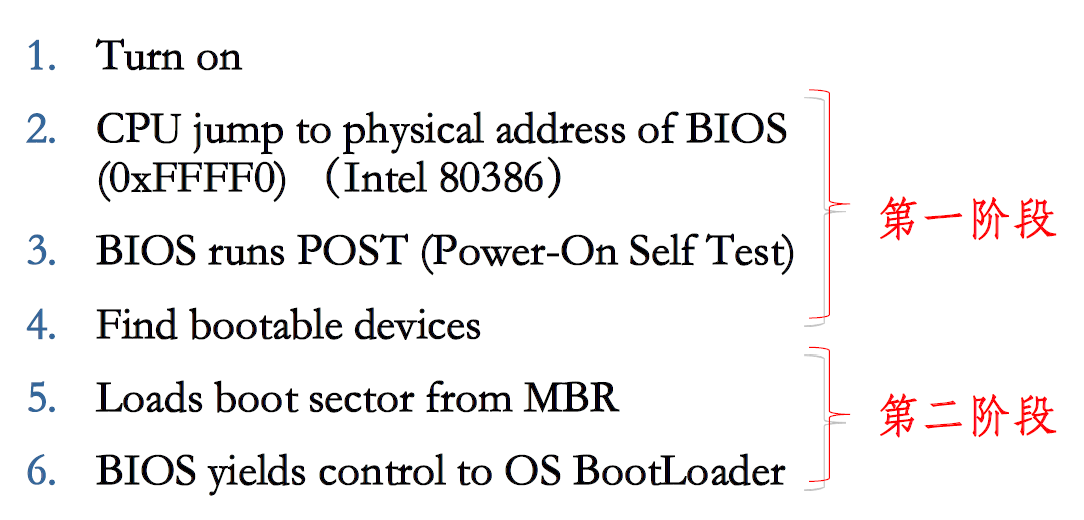 1. Turn on
2. CPU jump to physical address of BIOS
(0xFFFF0) （Intel 80386）
3. BIOS runs POST (Power-On Self Test)
4. Find bootable devices
第一阶段
5. Loads boot sector from MBR
6. BIOS yields control to OS BootLoader
第二阶段